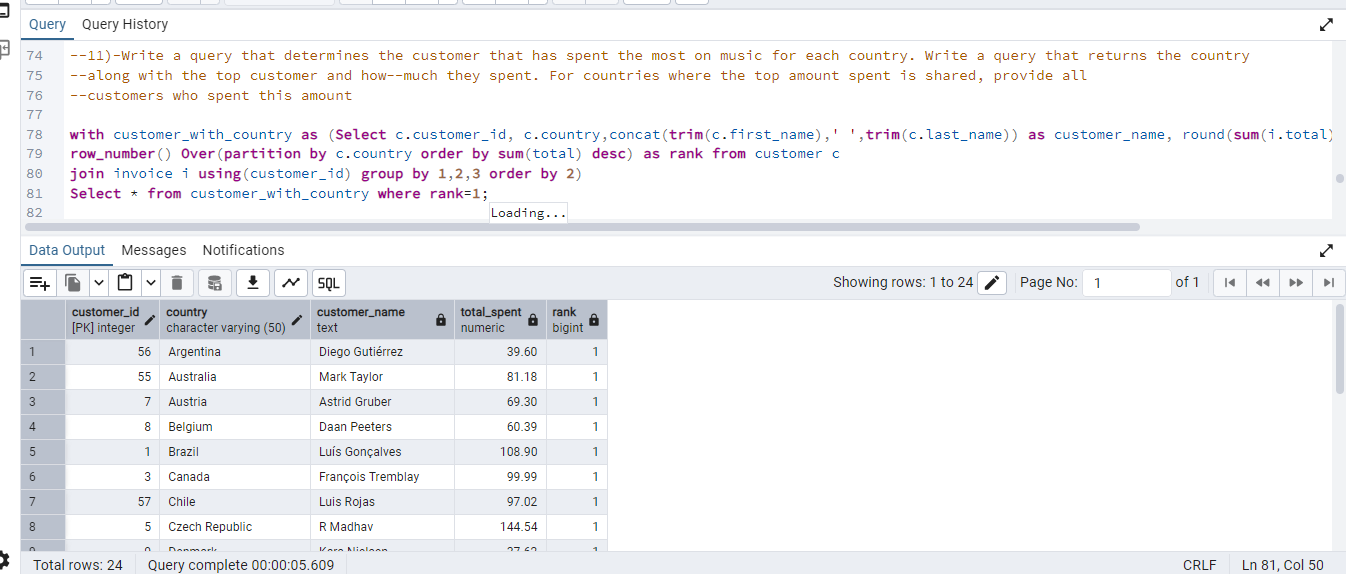 Query Query History
74 --11)-Write a query that determines the customer that has spent the most on music for each country. Write a query that returns the country
75 --along with the top customer and how--much they spent. For countries where the top amount spent is shared, provide all
76 --customers who spent this amount
77
78 with customer_with_country as (Select c.customer_id, c.country,concat(trim(c.first_name),' ',trim(c.last_name)) as customer_name, round(sum(i.total)
79 row_number() Over(partition by c.country order by sum(total) desc) as rank from customer c
80 join invoice i using(customer_id) group by 1,2,3 order by 2)
81 Select * from customer_with_country where rank=1;
82 Loading...
Data Output Messages Notifications
SQL Showing rows: 1 to 24 Page No: 1 of 1
customer_id country customer_name total_spent rank
[PK] integer character varying (50) text numeric bigint
1 56 Argentina Diego Gutiérrez 39.60 1
2 55 Australia Mark Taylor 81.18 1
3 7 Austria Astrid Gruber 69.30 1
4 8 Belgium Daan Peeters 60.39 1
5 1 Brazil Luís Gonçalves 108.90 1
6 3 Canada François Tremblay 99.99 1
7 57 Chile Luis Rojas 97.02 1
8 5 Czech Republic R Madhav 144.54 1
9 9 Denmark Kara Nielsen 37.62 1
Total rows: 24 Query complete 00:00:05.609 CRLF Ln 81, Col 50